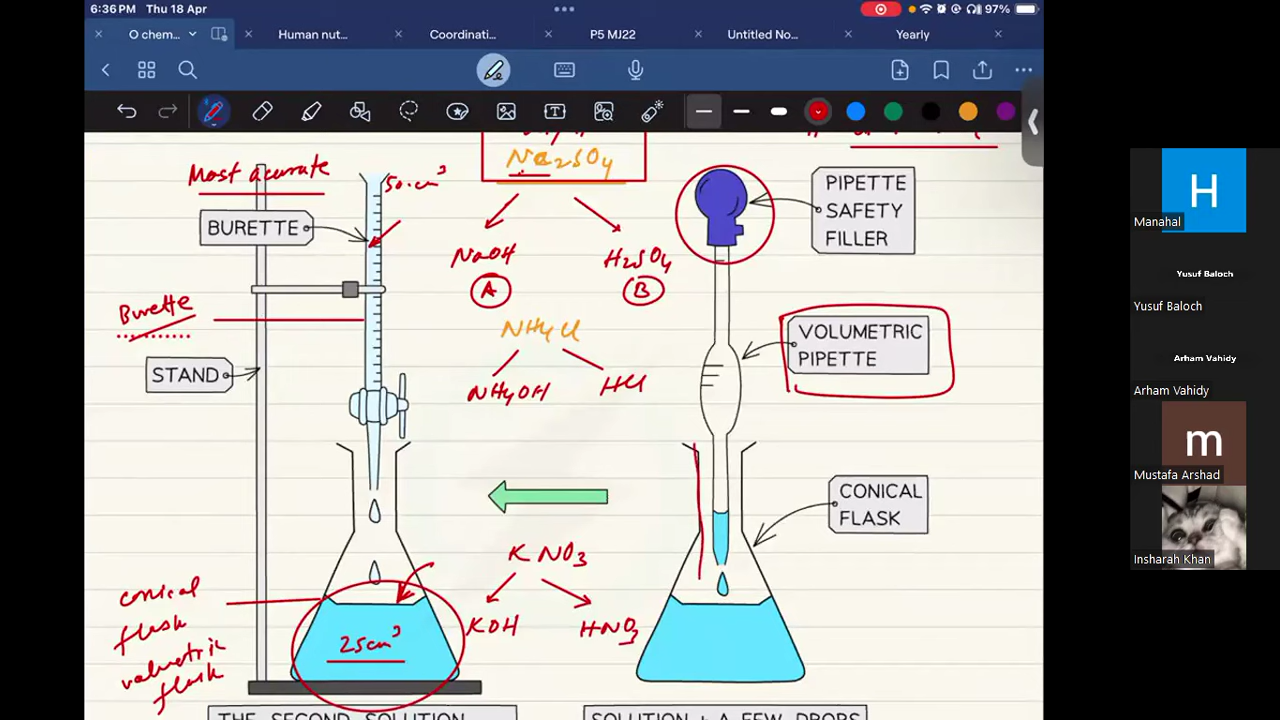 6:36 PM Thu 18 Apr
97%
O chem...
Human nut...
Coordinati...
P5 MJ22
Untitled No...
Yearly
Na2SO4
Most acurate
50.cm³
BURETTE
PIPETTE
SAFETY
FILLER
NaOH
H2SO4
A
B
Burette
NH4Cl
VOLUMETRIC
PIPETTE
STAND
NH4OH
HCl
CONICAL
FLASK
KNO3
conical
flask
valumetric
flask
25cm³
KOH
HNO3
THE SECOND SOLUTION
SOLUTION + A FEW DROPS
H
Manahal
Yusuf Baloch
Yusuf Baloch
Arham Vahidy
Arham Vahidy
m
Mustafa Arshad
Insharah Khan